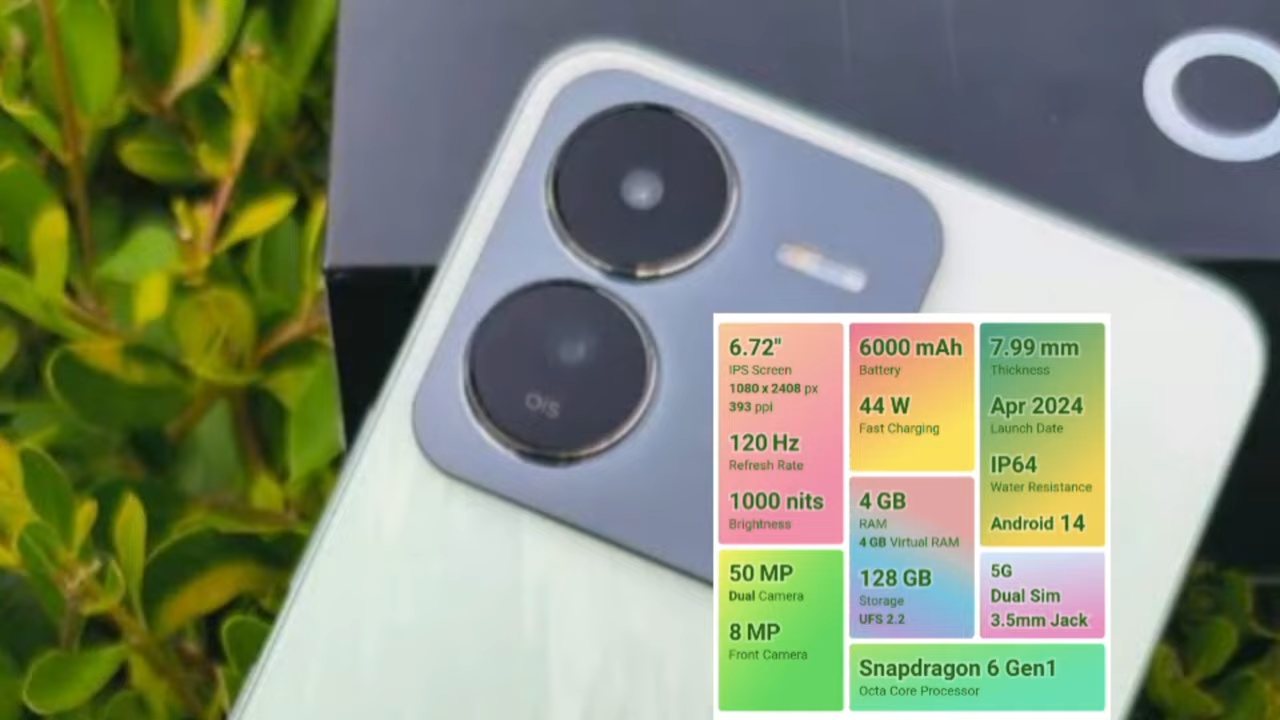 OIS
6.72"
IPS Screen
1080 x 2408 px
393 ppi
120 Hz
Refresh Rate
1000 nits
Brightness
50 MP
Dual Camera
8 MP
Front Camera
6000 mAh
Battery
44 W
Fast Charging
4 GB
RAM
4 GB Virtual RAM
128 GB
Storage
UFS 2.2
7.99 mm
Thickness
Apr 2024
Launch Date
IP64
Water Resistance
Android 14
5G
Dual Sim
3.5mm Jack
Snapdragon 6 Gen1
Octa Core Processor